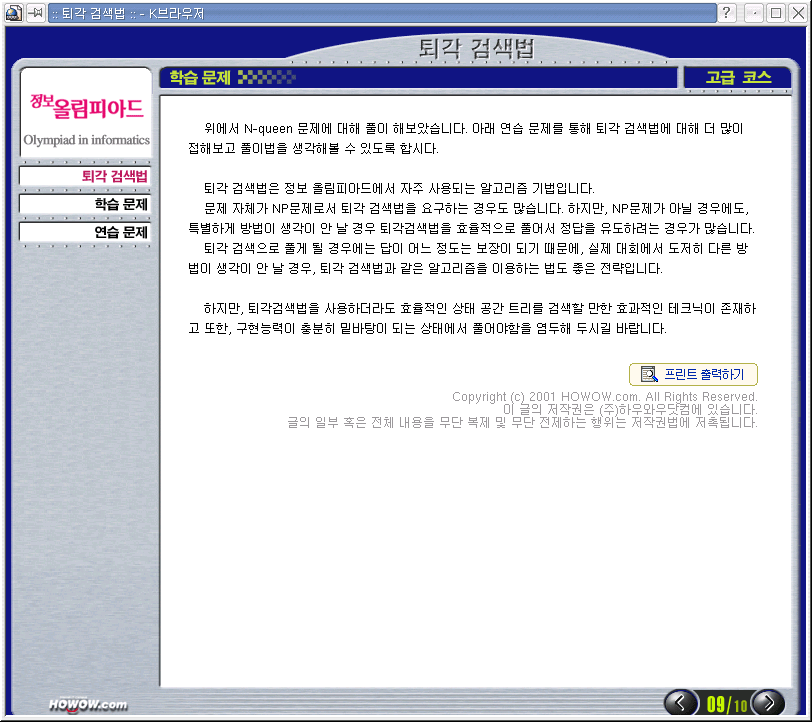 :: 퇴각 검색법 :: - K브라우저
퇴각 검색법
학습 문제
고급 코스
정보올림피아드
Olympiad in informatics
퇴각 검색법
학습 문제
연습 문제
위에서 N-queen 문제에 대해 풀이 해보았습니다. 아래 연습 문제를 통해 퇴각 검색법에 대해 더 많이
접해보고 풀이법을 생각해볼 수 있도록 합시다.
퇴각 검색법은 정보 올림피아드에서 자주 사용되는 알고리즘 기법입니다.
문제 자체가 NP문제로서 퇴각 검색법을 요구하는 경우도 많습니다. 하지만, NP문제가 아닐 경우에도,
특별하게 방법이 생각이 안 날 경우 퇴각검색법을 효율적으로 풀어서 정답을 유도하려는 경우가 많습니다.
퇴각 검색으로 풀게 될 경우에는 답이 어느 정도는 보장이 되기 때문에, 실제 대회에서 도저히 다른 방
법이 생각이 안 날 경우, 퇴각 검색법과 같은 알고리즘을 이용하는 법도 좋은 전략입니다.
하지만, 퇴각검색법을 사용하더라도 효율적인 상태 공간 트리를 검색할 만한 효과적인 테크닉이 존재하
고 또한, 구현능력이 충분히 밑바탕이 되는 상태에서 풀어야함을 염두해 두시길 바랍니다.
프린트 출력하기
Copyright (c) 2001 HOWOW.com. All Rights Reserved.
이 글의 저작권은 (주)하우와우닷컴에 있습니다.
글의 일부 혹은 전체 내용을 무단 복제 및 무단 전제하는 행위는 저작권법에 저촉됩니다.
HOWOW.com
09/10